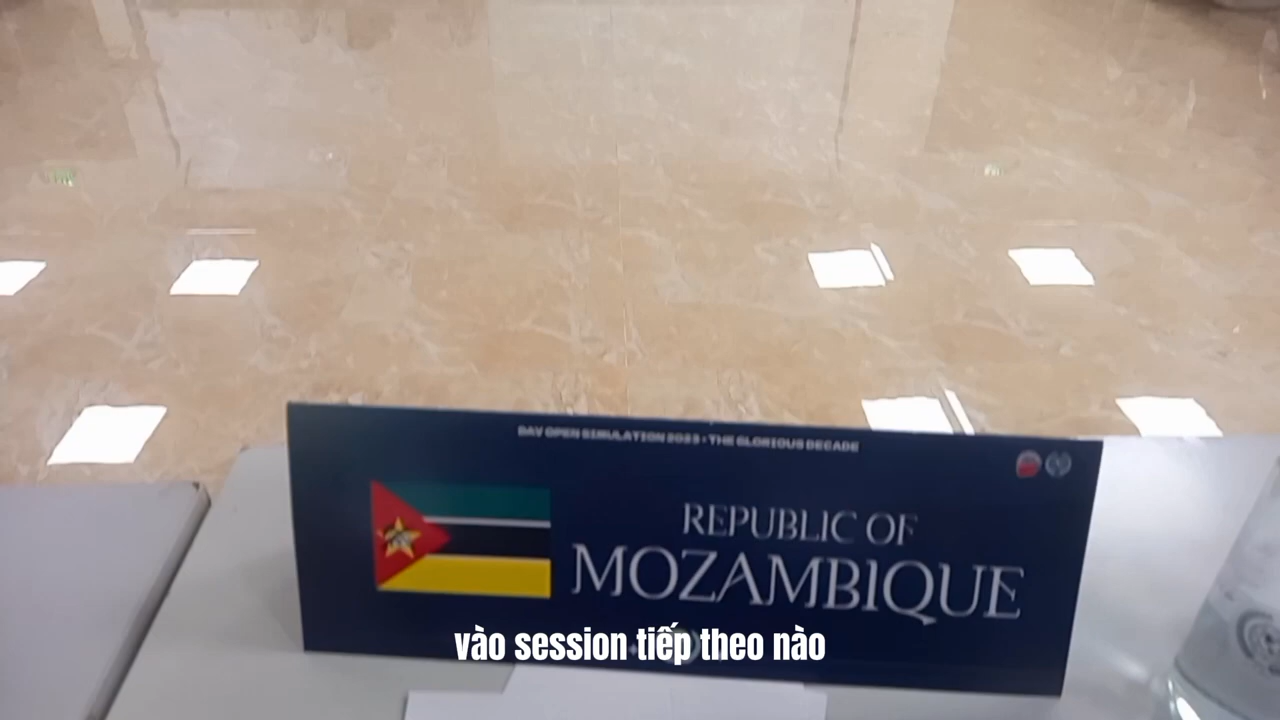 DAV OPEN SIMULATION 2023 • THE GLORIOUS DECADE
REPUBLIC OF
MOZAMBIQUE
vào session tiếp theo nào